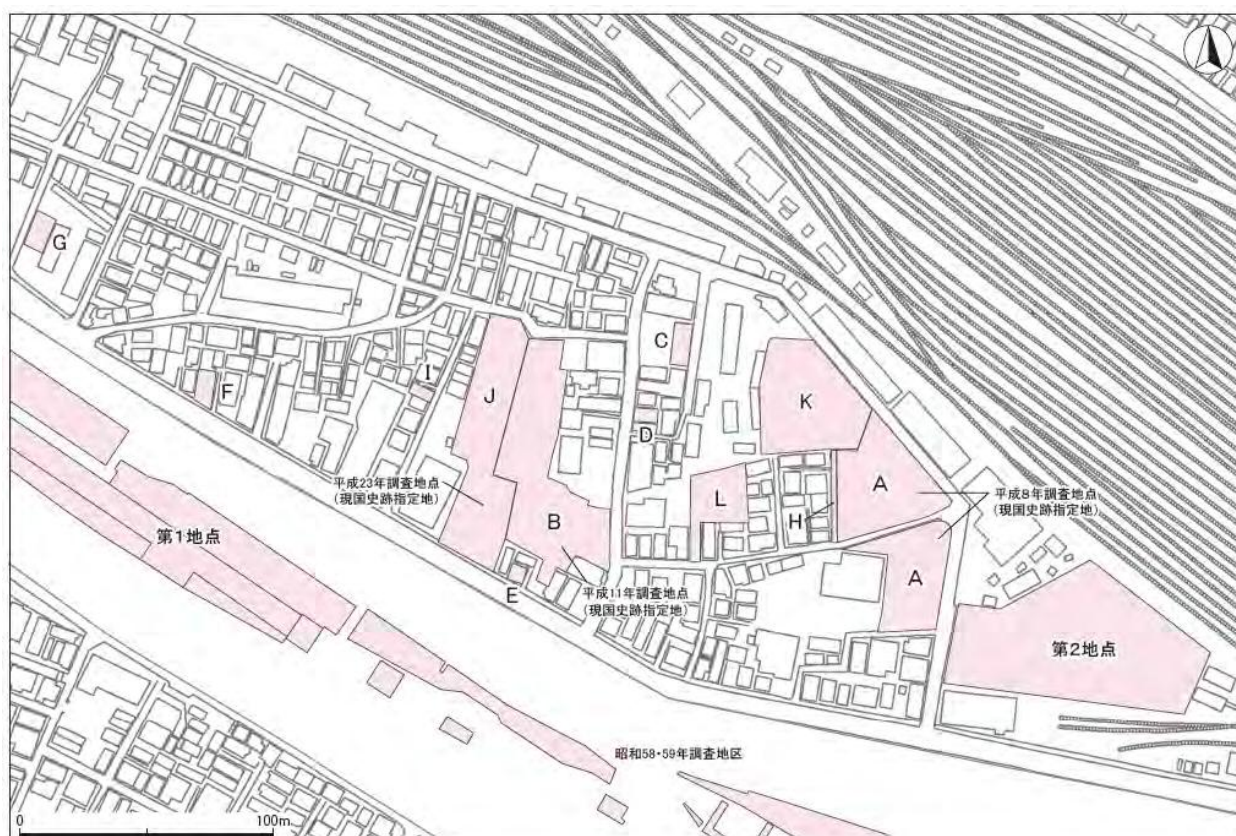 G
C
F
I
J
K
D
平成23年調査地点
(現国史跡指定地)
L
H
A
平成8年調査地点
(現国史跡指定地)
B
第1地点
A
E
平成11年調査地点
(現国史跡指定地)
第2地点
昭和58・59年調査地区
0
100m